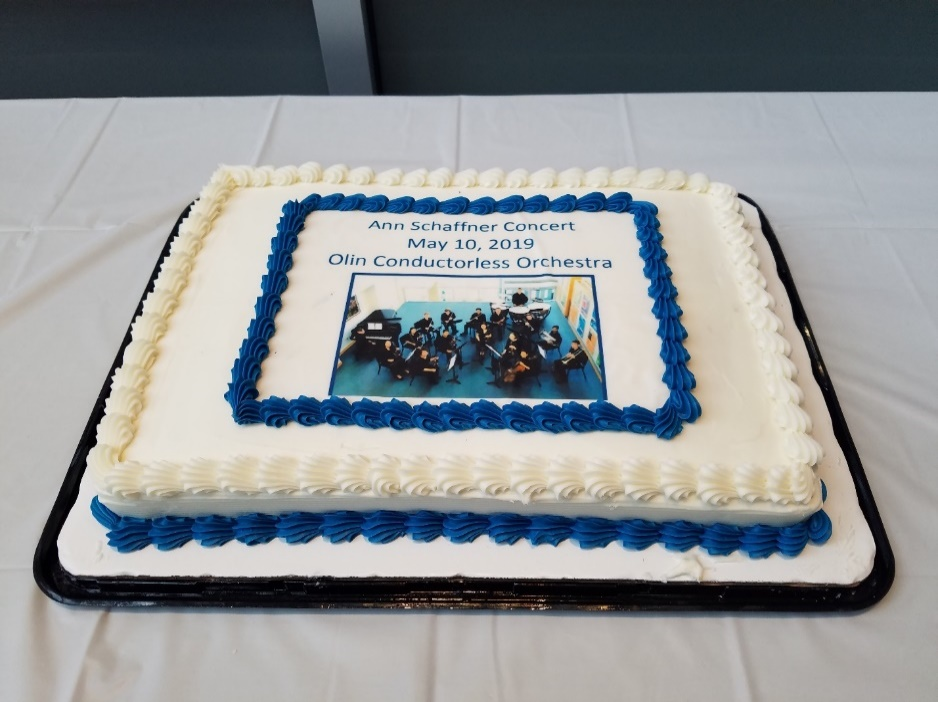 Ann Schaffner Concert
May 10, 2019
Olin Conductorless Orchestra